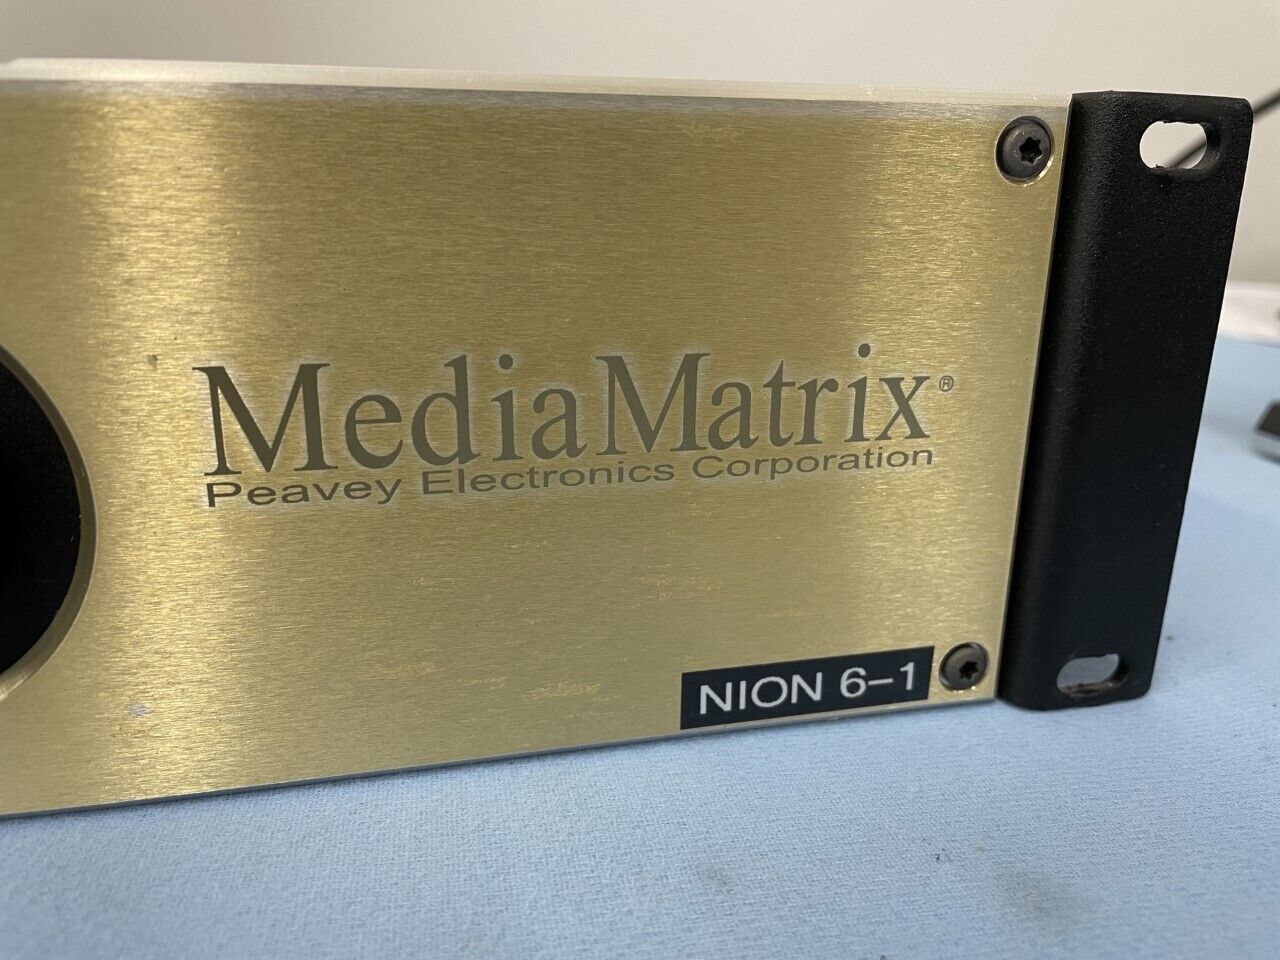 MediaMatrix®
Peavey Electronics Corporation
NION 6-1